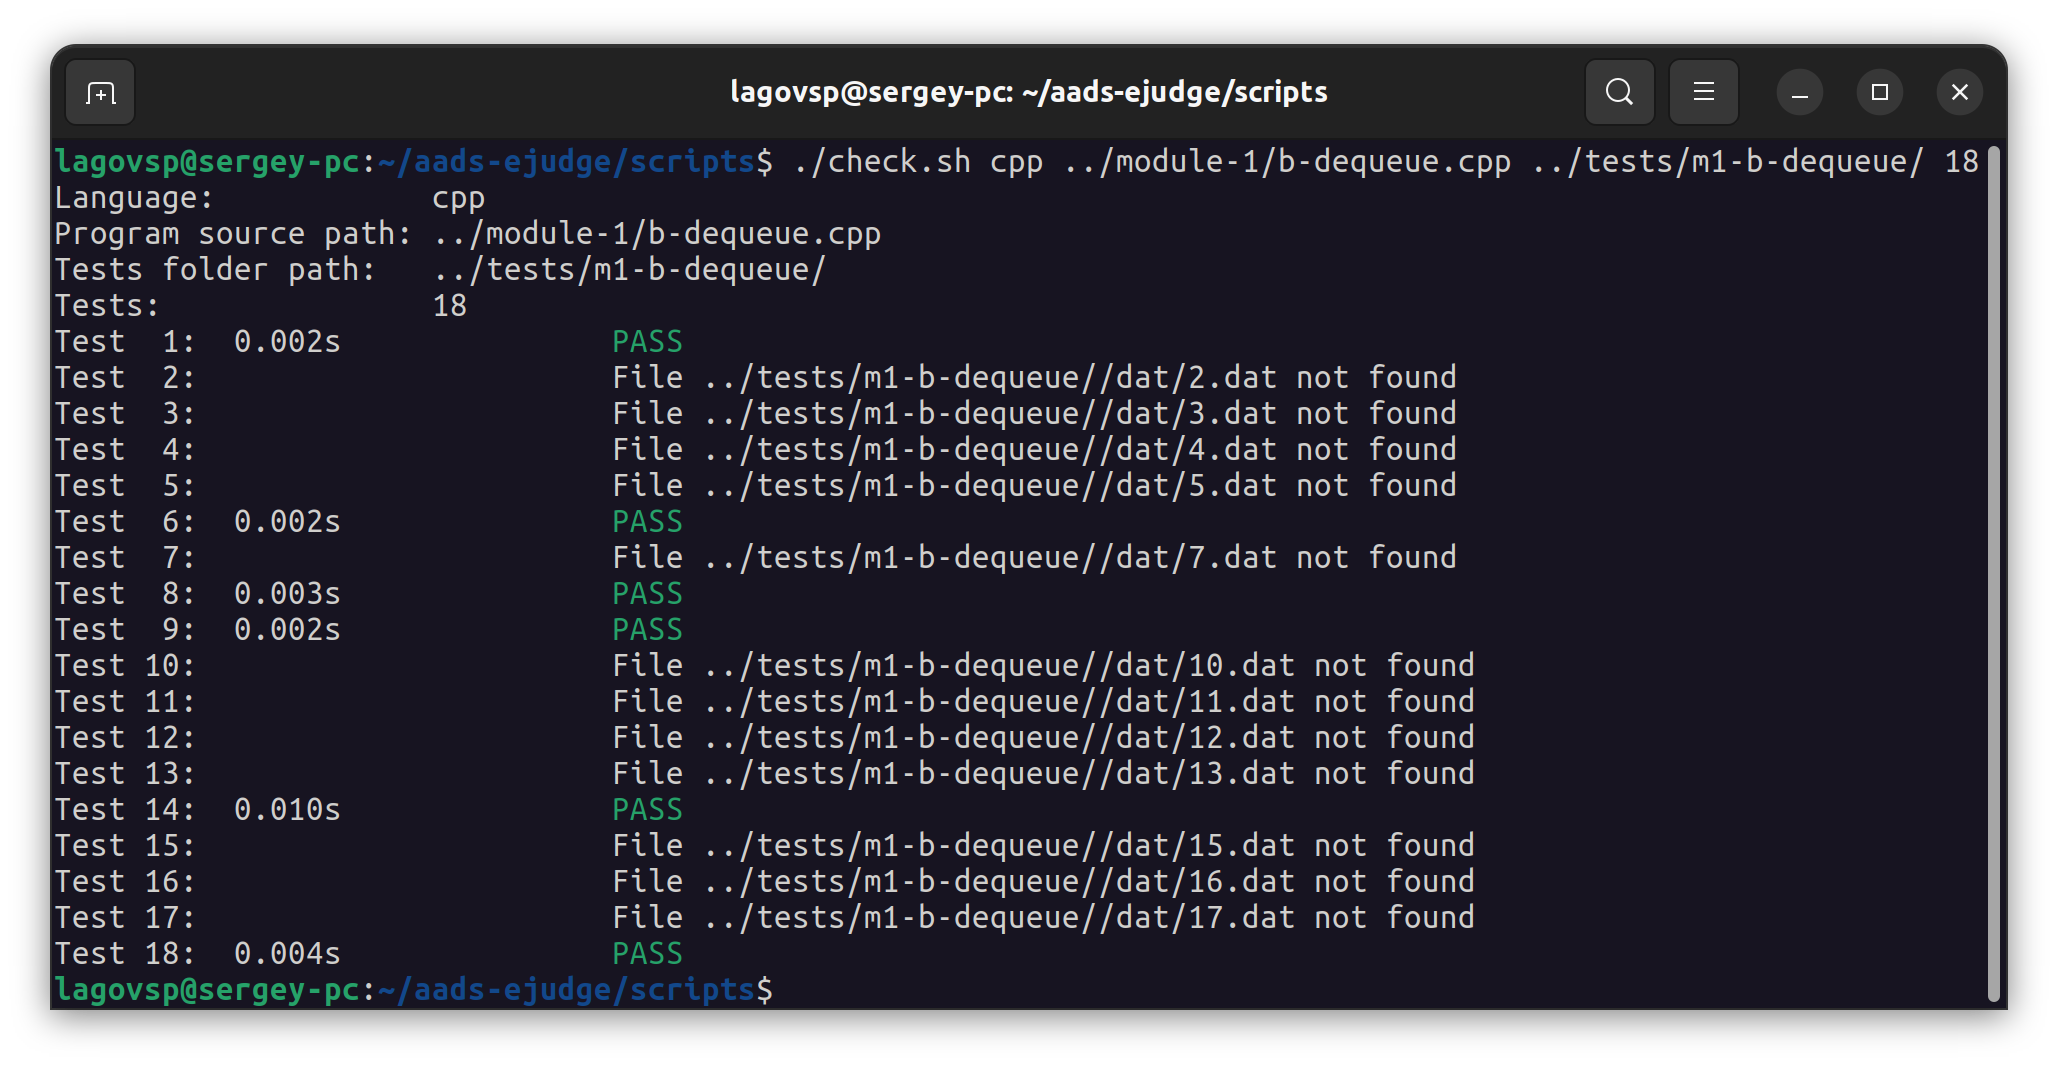 lagovsp@sergey-pc: ~/aads-ejudge/scripts
lagovsp@sergey-pc:~/aads-ejudge/scripts$ ./check.sh cpp ../module-1/b-dequeue.cpp ../tests/m1-b-dequeue/ 18
Language:            cpp
Program source path: ../module-1/b-dequeue.cpp
Tests folder path:   ../tests/m1-b-dequeue/
Tests:               18
Test  1:  0.002s               PASS
Test  2:                       File ../tests/m1-b-dequeue//dat/2.dat not found
Test  3:                       File ../tests/m1-b-dequeue//dat/3.dat not found
Test  4:                       File ../tests/m1-b-dequeue//dat/4.dat not found
Test  5:                       File ../tests/m1-b-dequeue//dat/5.dat not found
Test  6:  0.002s               PASS
Test  7:                       File ../tests/m1-b-dequeue//dat/7.dat not found
Test  8:  0.003s               PASS
Test  9:  0.002s               PASS
Test 10:                       File ../tests/m1-b-dequeue//dat/10.dat not found
Test 11:                       File ../tests/m1-b-dequeue//dat/11.dat not found
Test 12:                       File ../tests/m1-b-dequeue//dat/12.dat not found
Test 13:                       File ../tests/m1-b-dequeue//dat/13.dat not found
Test 14:  0.010s               PASS
Test 15:                       File ../tests/m1-b-dequeue//dat/15.dat not found
Test 16:                       File ../tests/m1-b-dequeue//dat/16.dat not found
Test 17:                       File ../tests/m1-b-dequeue//dat/17.dat not found
Test 18:  0.004s               PASS
lagovsp@sergey-pc:~/aads-ejudge/scripts$